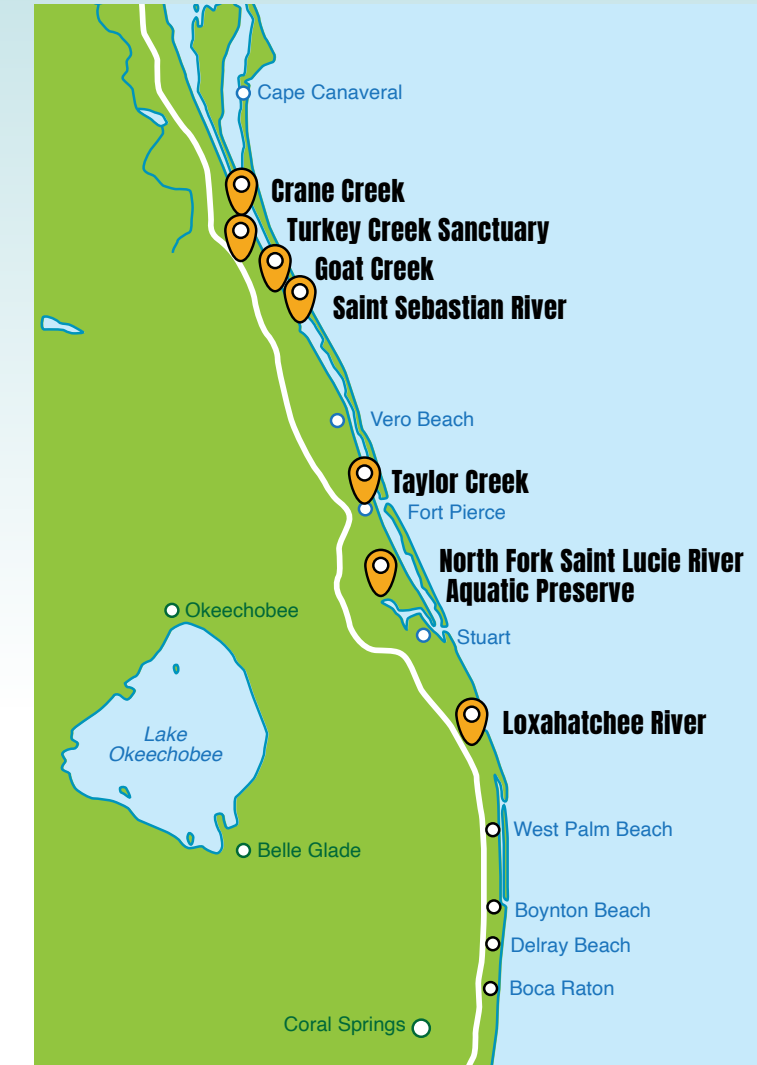 Cape Canaveral
Crane Creek
Turkey Creek Sanctuary
Goat Creek
Saint Sebastian River
Vero Beach
Taylor Creek
Fort Pierce
North Fork Saint Lucie River
Aquatic Preserve
Okeechobee
Stuart
Loxahatchee River
Lake
Okeechobee
West Palm Beach
Belle Glade
Boynton Beach
Delray Beach
Boca Raton
Coral Springs